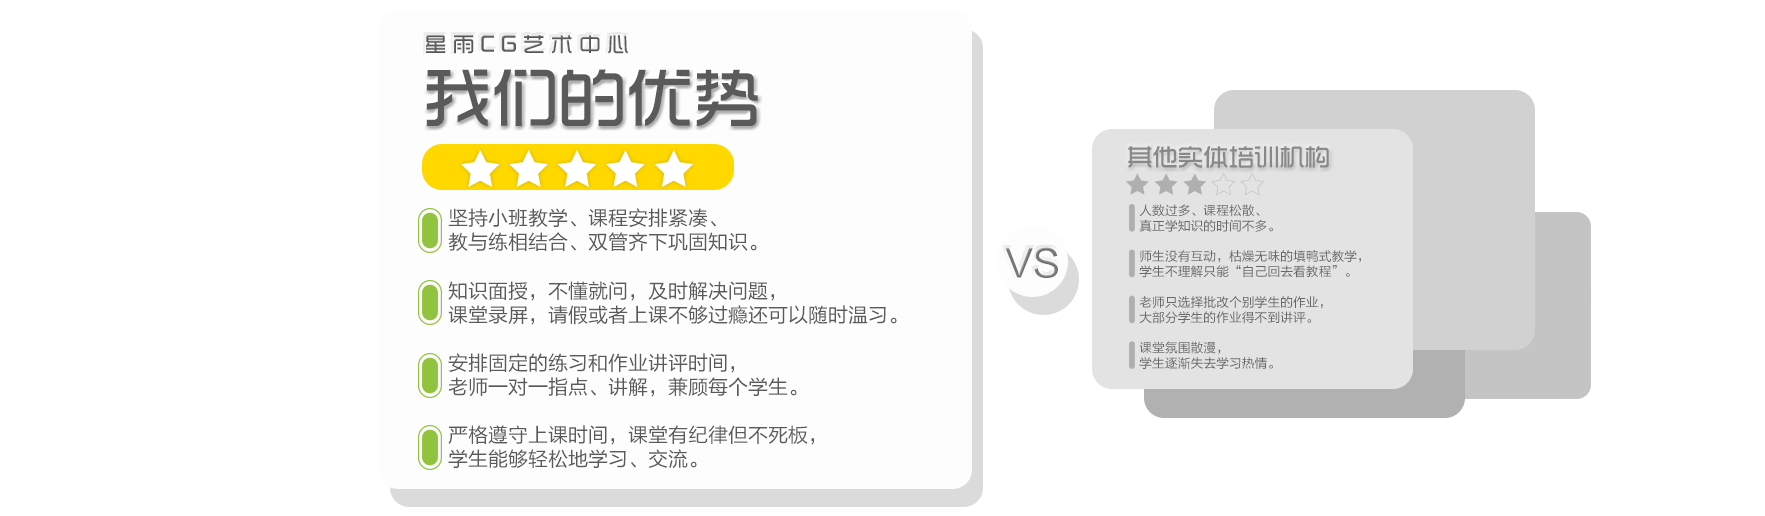 星雨CG艺术中心
我们的优势
坚持小班教学、课程安排紧凑、
教与练相结合、双管齐下巩固知识。
知识面授，不懂就问，及时解决问题，
课堂录屏，请假或者上课不够过瘾还可以随时温习。
安排固定的练习和作业讲评时间，
老师一对一指点、讲解，兼顾每个学生。
严格遵守上课时间，课堂有纪律但不死板，
学生能够轻松地学习、交流。
VS
其他实体培训机构
人数过多、课程松散、
真正学知识的时间不多。
师生没有互动，枯燥无味的填鸭式教学，
学生不理解只能“自己回去看教程”。
老师只选择批改个别学生的作业，
大部分学生的作业得不到讲评。
课堂氛围散漫，
学生逐渐失去学习热情。